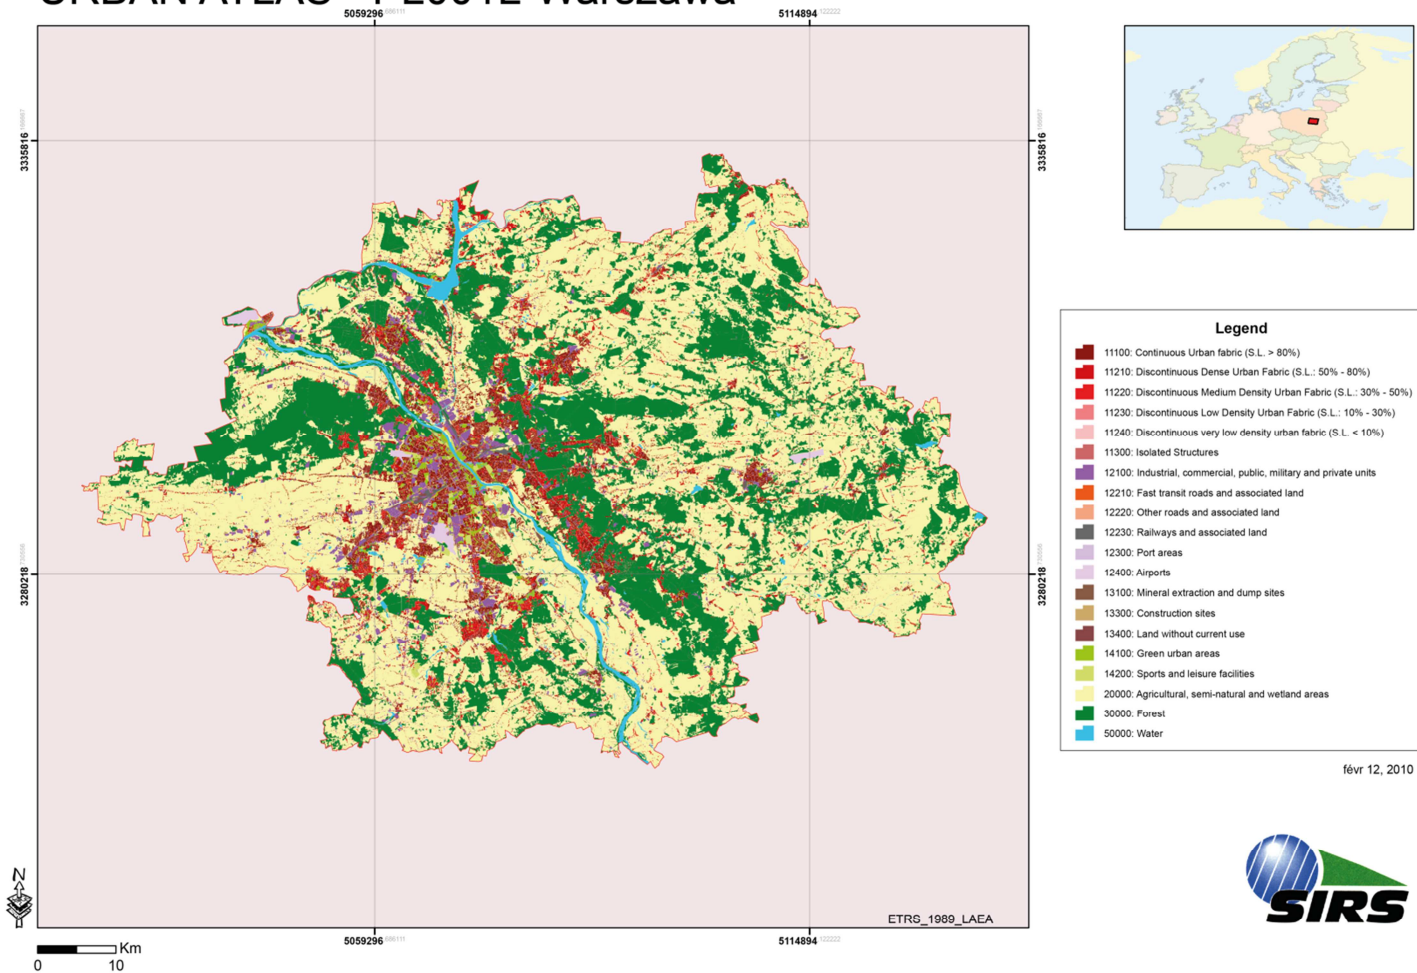 5059296 686111
5114894 122222
3335816 166667
3335816 166667
3280218
3280218
Legend
11100: Continuous Urban fabric (S.L. > 80%)
11210: Discontinuous Dense Urban Fabric (S.L.: 50% - 80%)
11220: Discontinuous Medium Density Urban Fabric (S.L.: 30% - 50%)
11230: Discontinuous Low Density Urban Fabric (S.L.: 10% - 30%)
11240: Discontinuous very low density urban fabric (S.L. < 10%)
11300: Isolated Structures
12100: Industrial, commercial, public, military and private units
12210: Fast transit roads and associated land
12220: Other roads and associated land
12230: Railways and associated land
12300: Port areas
12400: Airports
13100: Mineral extraction and dump sites
13300: Construction sites
13400: Land without current use
14100: Green urban areas
14200: Sports and leisure facilities
20000: Agricultural, semi-natural and wetland areas
30000: Forest
50000: Water
févr 12, 2010
SIRS
N
ETRS_1989_LAEA
5059296 686111
5114894 122222
Km
0 10